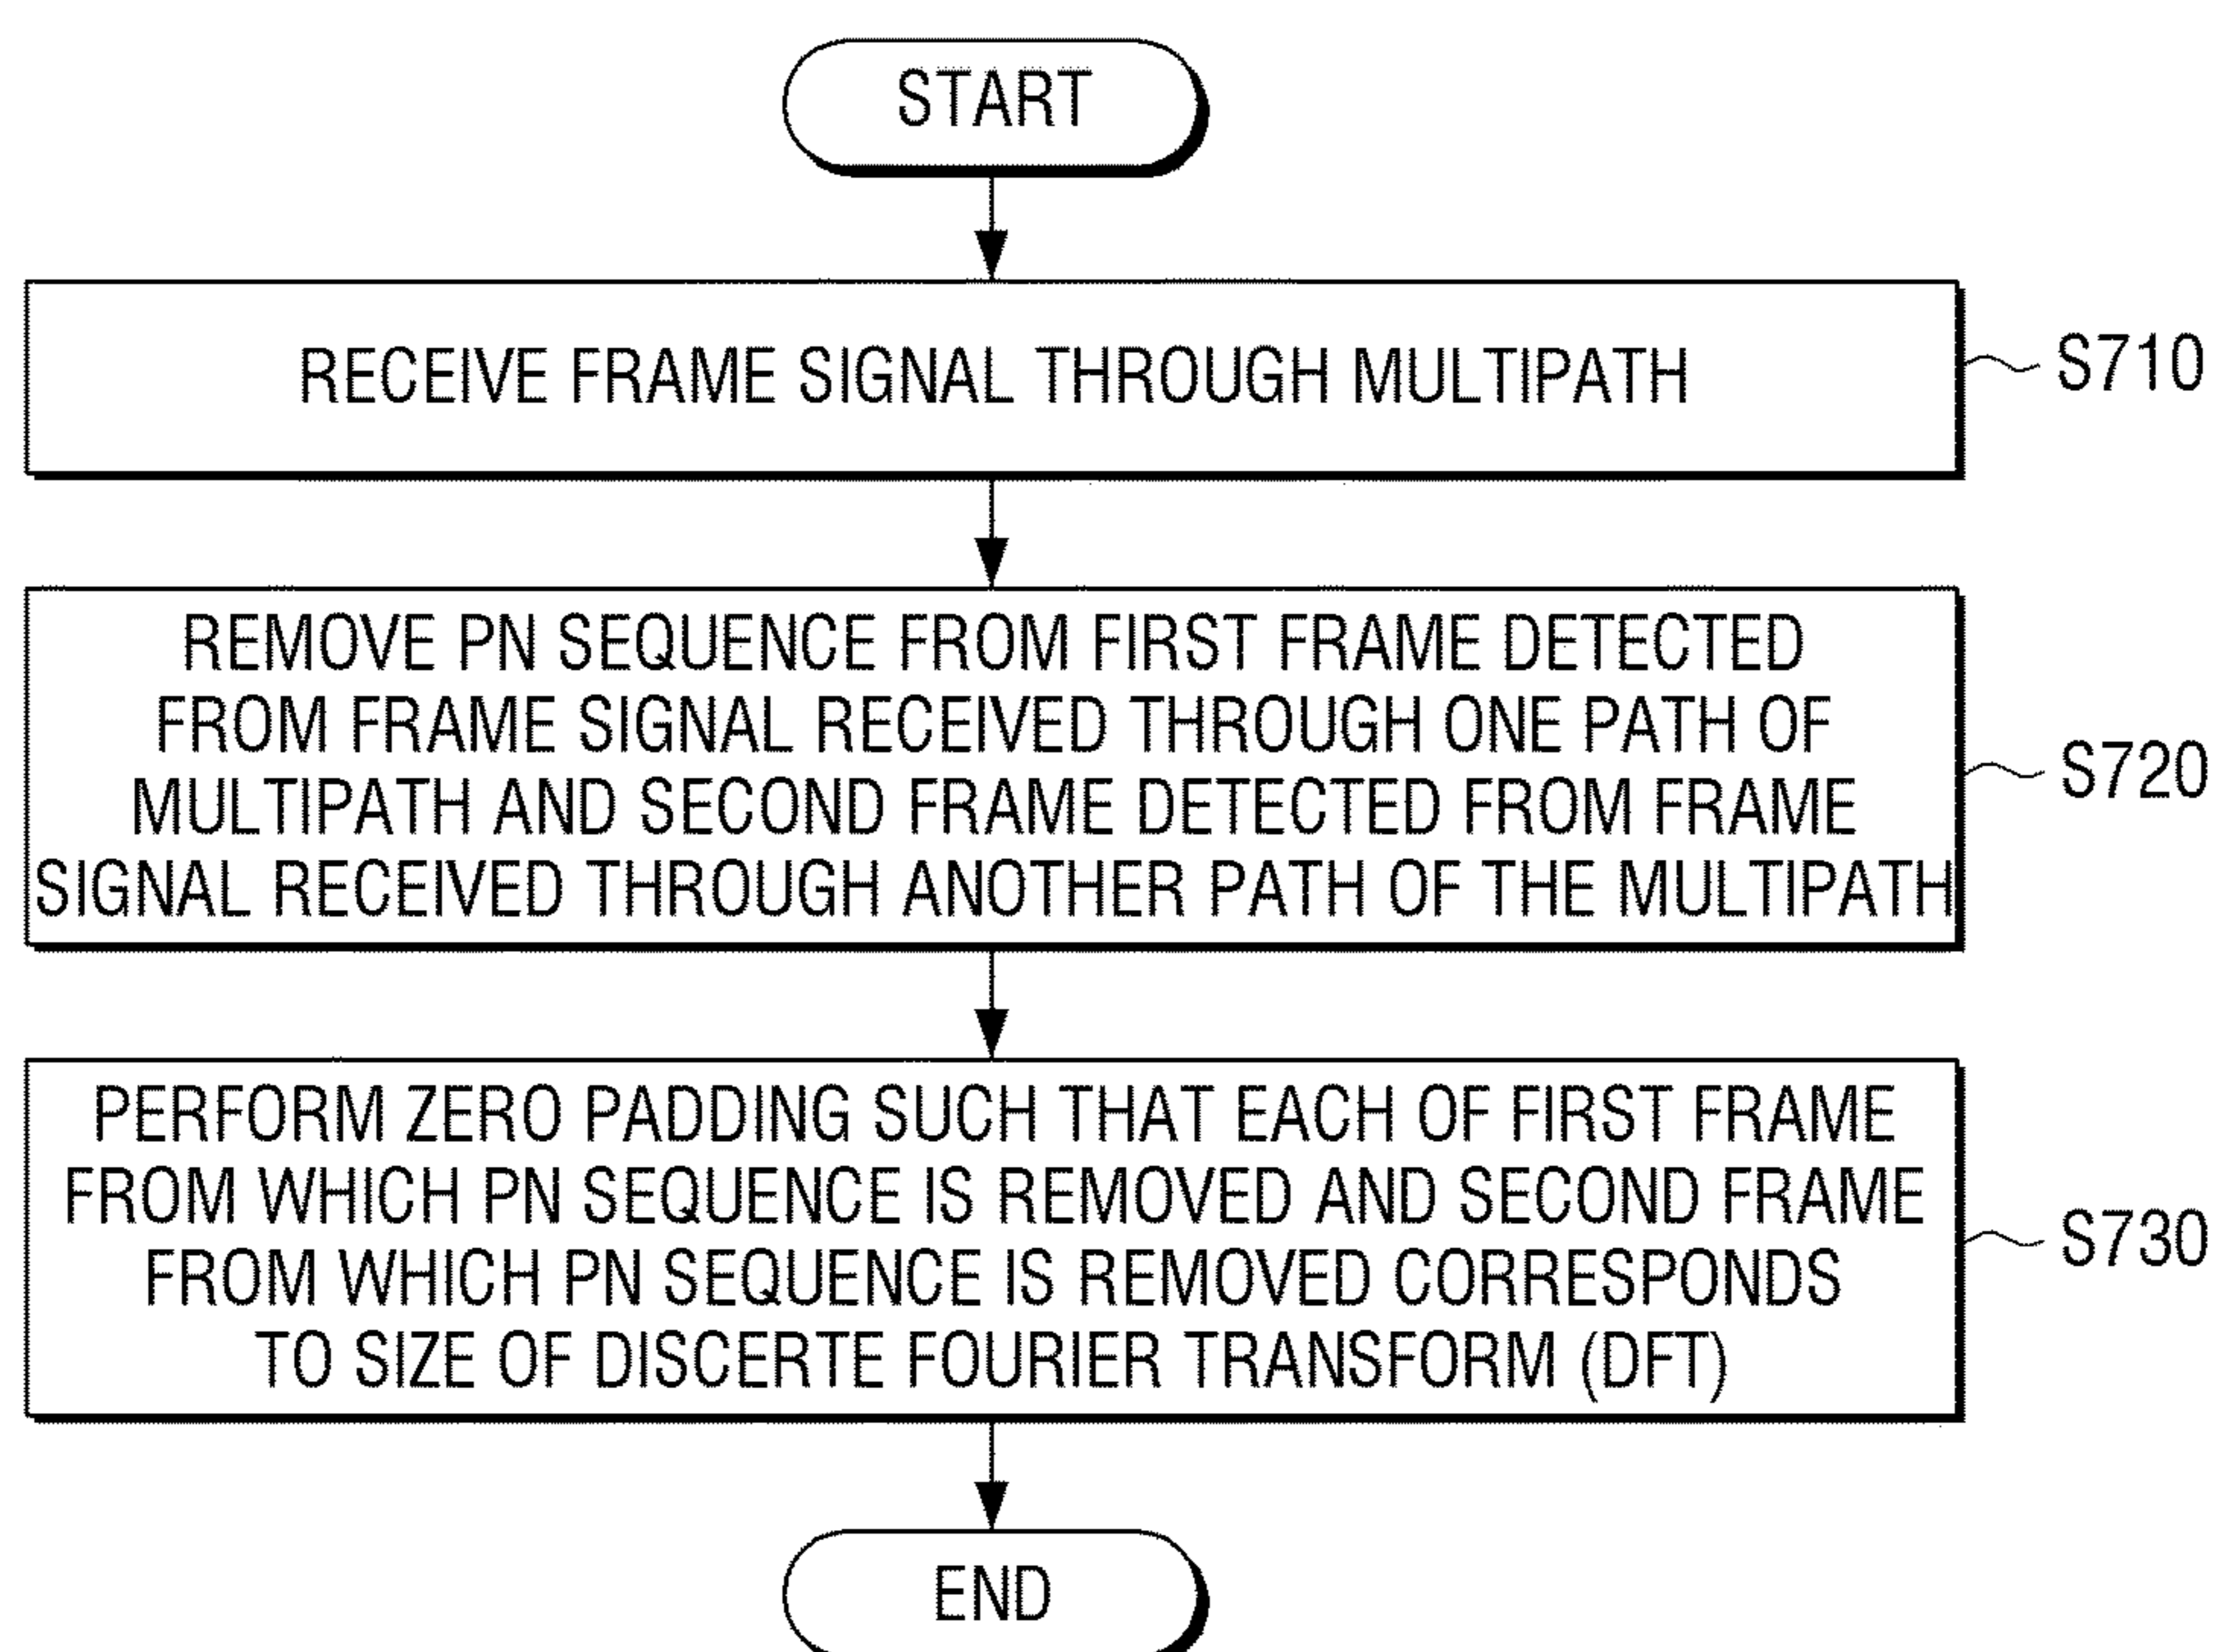 START
RECEIVE FRAME SIGNAL THROUGH MULTIPATH
S710
REMOVE PN SEQUENCE FROM FIRST FRAME DETECTED
FROM FRAME SIGNAL RECEIVED THROUGH ONE PATH OF
MULTIPATH AND SECOND FRAME DETECTED FROM FRAME
SIGNAL RECEIVED THROUGH ANOTHER PATH OF THE MULTIPATH
S720
PERFORM ZERO PADDING SUCH THAT EACH OF FIRST FRAME
FROM WHICH PN SEQUENCE IS REMOVED AND SECOND FRAME
FROM WHICH PN SEQUENCE IS REMOVED CORRESPONDS
TO SIZE OF DISCERTE FOURIER TRANSFORM (DFT)
S730
END